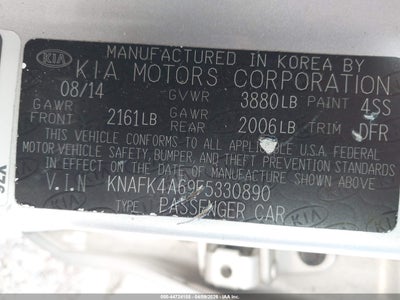 MANUFACTURED IN KOREA BY
KIA KIA MOTORS CORPORATION
08/14 GVWR 3880LB PAINT 4SS
GAWR FRONT 2161LB GAWR REAR 2006LB TRIM DFR
THIS VEHICLE CONFORMS TO ALL APPLICABLE U.S.A. FEDERAL
MOTOR VEHICLE SAFETY, BUMPER, AND THEFT PREVENTION STANDARDS
IN EFFECT ON THE DATE OF MANUFACTURE SHOWN ABOVE.
V.I.N KNAFK4A69F5330890
TYPE PASSENGER CAR